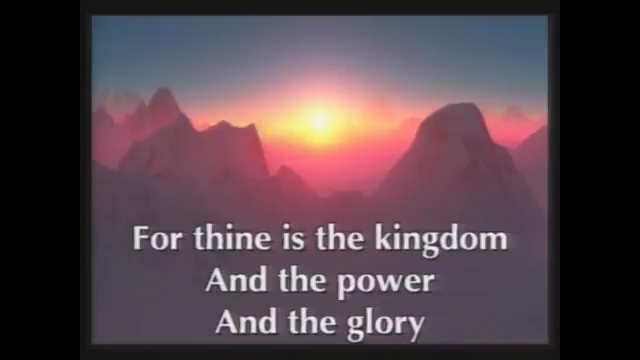 For thine is the kingdom
And the power
And the glory